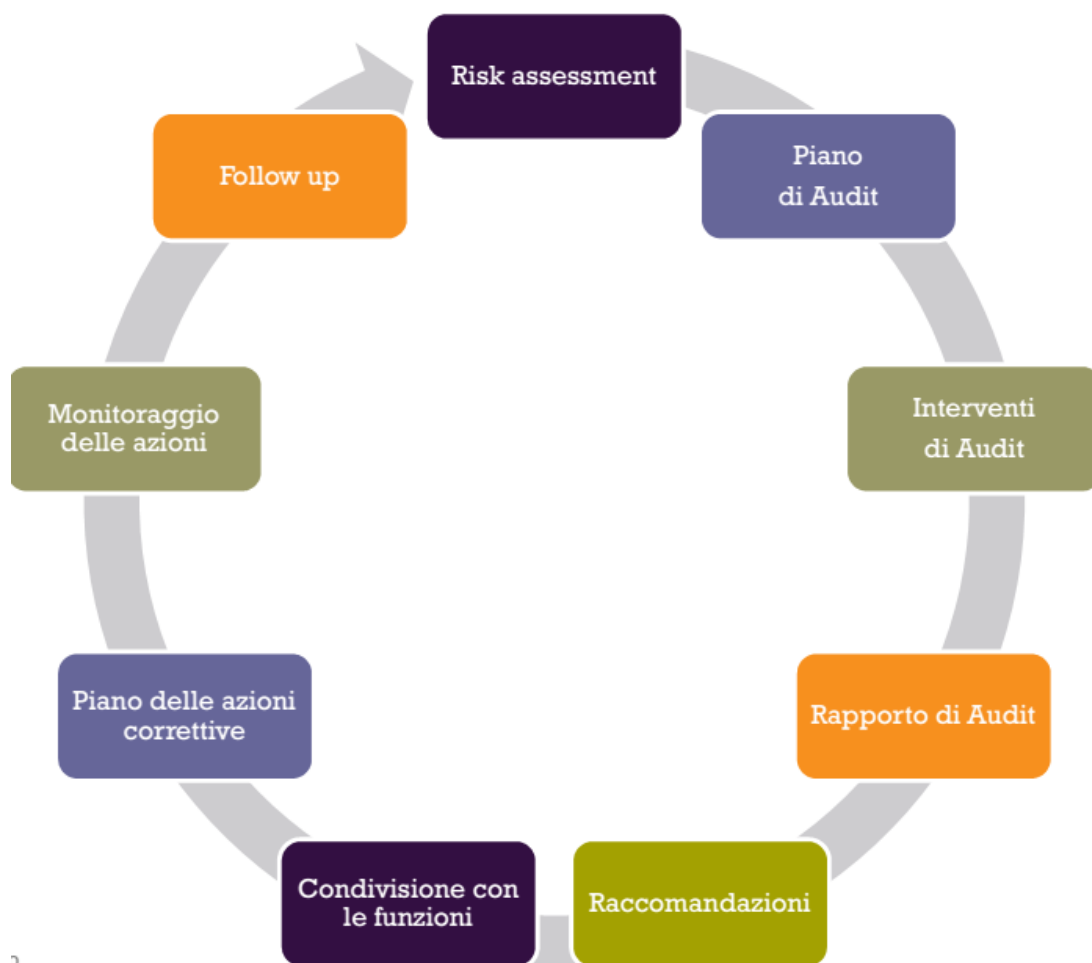 Risk assessment
Piano
di Audit
Interventi
di Audit
Rapporto di Audit
Raccomandazioni
Condivisione con
le funzioni
Piano delle azioni
correttive
Monitoraggio
delle azioni
Follow up